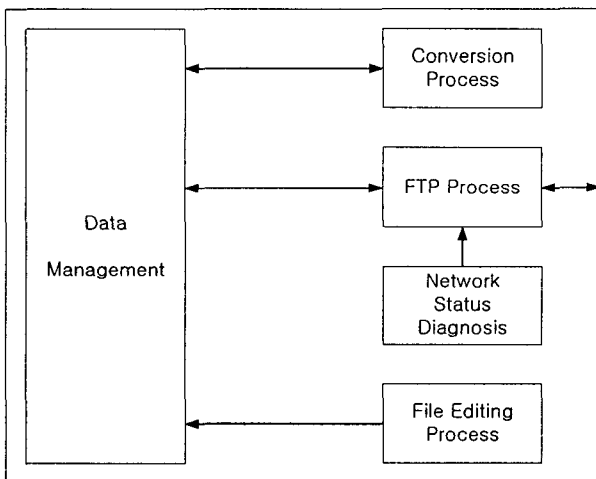 Conversion
Process
FTP Process
Data
Management
Network
Status
Diagnosis
File Editing
Process